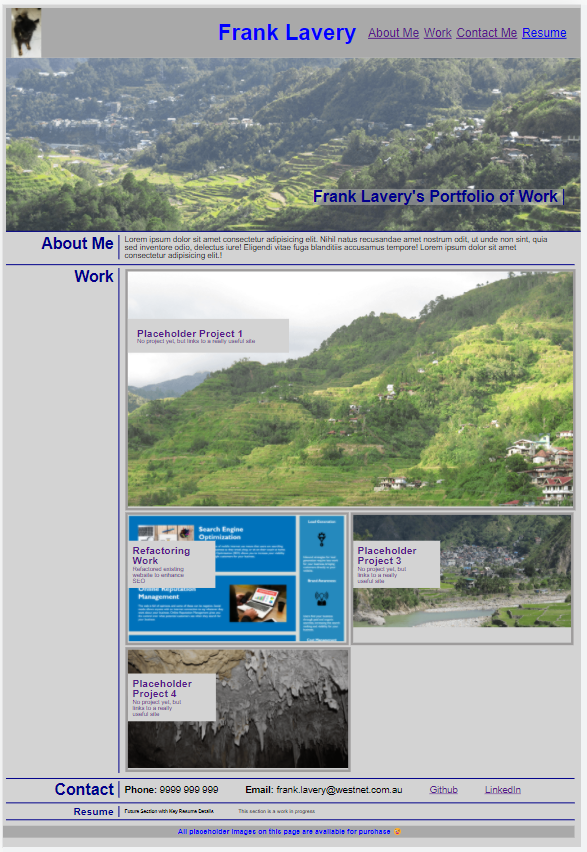 Frank Lavery
About Me Work Contact Me Resume
Frank Lavery's Portfolio of Work
About Me
Lorem ipsum dolor sit amet consectetur adipisicing elit. Nihil natus recusandae amet nostrum odit, ut unde non sint, quia
sed inventore odio, delectus iure! Eligendi vitae fuga blanditiis accusamus tempore! Lorem ipsum dolor sit amet
consectetur adipisicing elit.!
Work
Placeholder Project 1
No project yet, but links to a really useful site
Search Engine
Optimization
Lead Generation
Refactoring
Work
Refactored existing
website to enhance
SEO
Online Reputation
Management
Brand Awareness
Cost Management
Placeholder
Project 3
No project yet, but
links to a really
useful site
Placeholder
Project 4
No project yet, but
links to a really
useful site
Contact
Phone: 9999 999 999
Email: frank.lavery@westnet.com.au
Github
LinkedIn
Resume
Future Section with Key Resume Details
This section is a work in progress
All placeholder images on this page are available for purchase